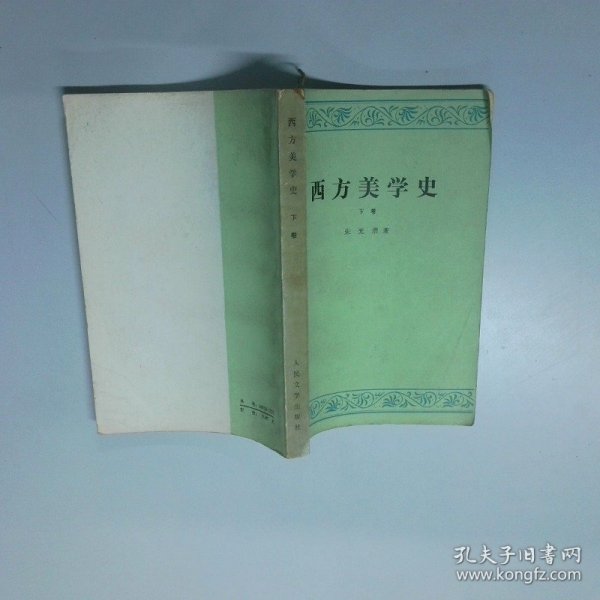 西方美学史
下卷
朱光潜著
西方美学史 下卷
人民文学出版社
孔夫子旧书网
www.kongfz.com